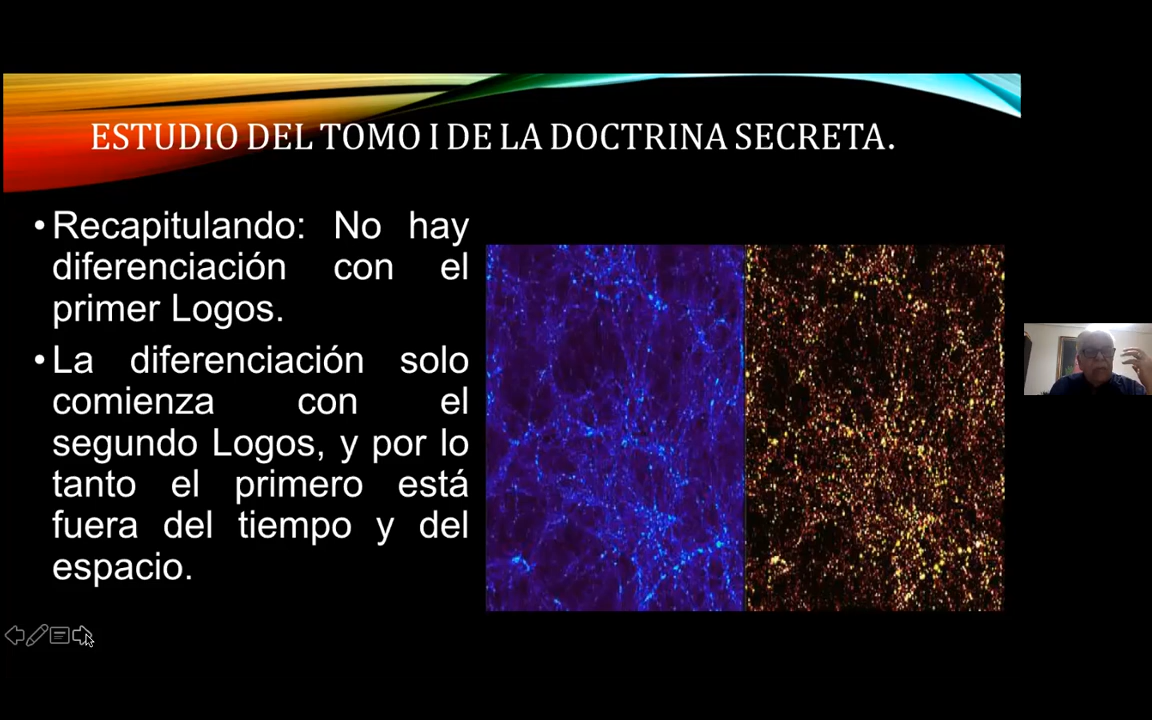 ESTUDIO DEL TOMO I DE LA DOCTRINA SECRETA.
• Recapitulando: No hay
diferenciación con el
primer Logos.
• La diferenciación solo
comienza con el
segundo Logos, y por lo
tanto el primero está
fuera del tiempo y del
espacio.